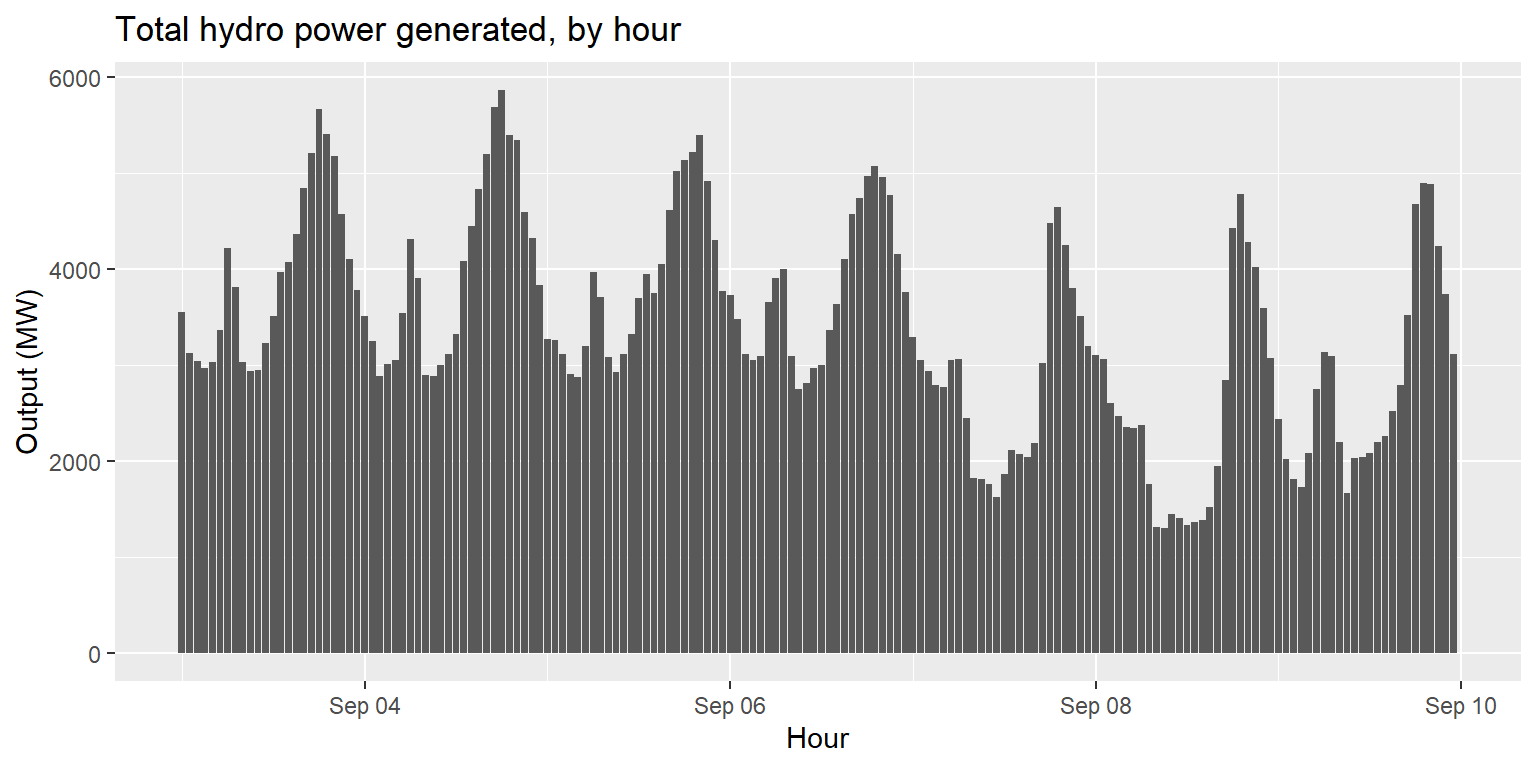 Total hydro power generated, by hour
6000
4000
2000
0
Output (MW)
Sep 04 Sep 06 Sep 08 Sep 10
Hour